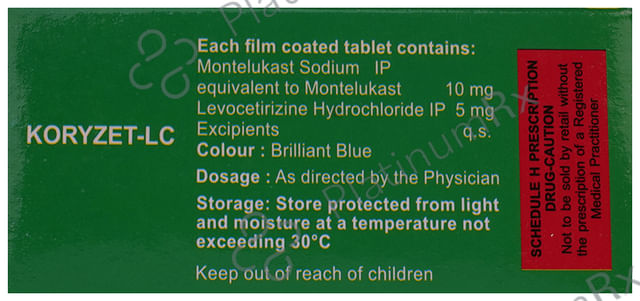 KORYZET-LC
Each film coated tablet contains:
Montelukast Sodium IP
equivalent to Montelukast 10 mg
Levocetirizine Hydrochloride IP 5 mg
Excipients q.s.
Colour : Brilliant Blue
Dosage : As directed by the Physician
Storage: Store protected from light
and moisture at a temperature not
exceeding 30°C
Keep out of reach of children
SCHEDULE H PRESCRIPTION
DRUG-CAUTION
Not to be sold by retail without
the prescription of a Registered
Medical Practitioner
PlatinumRx